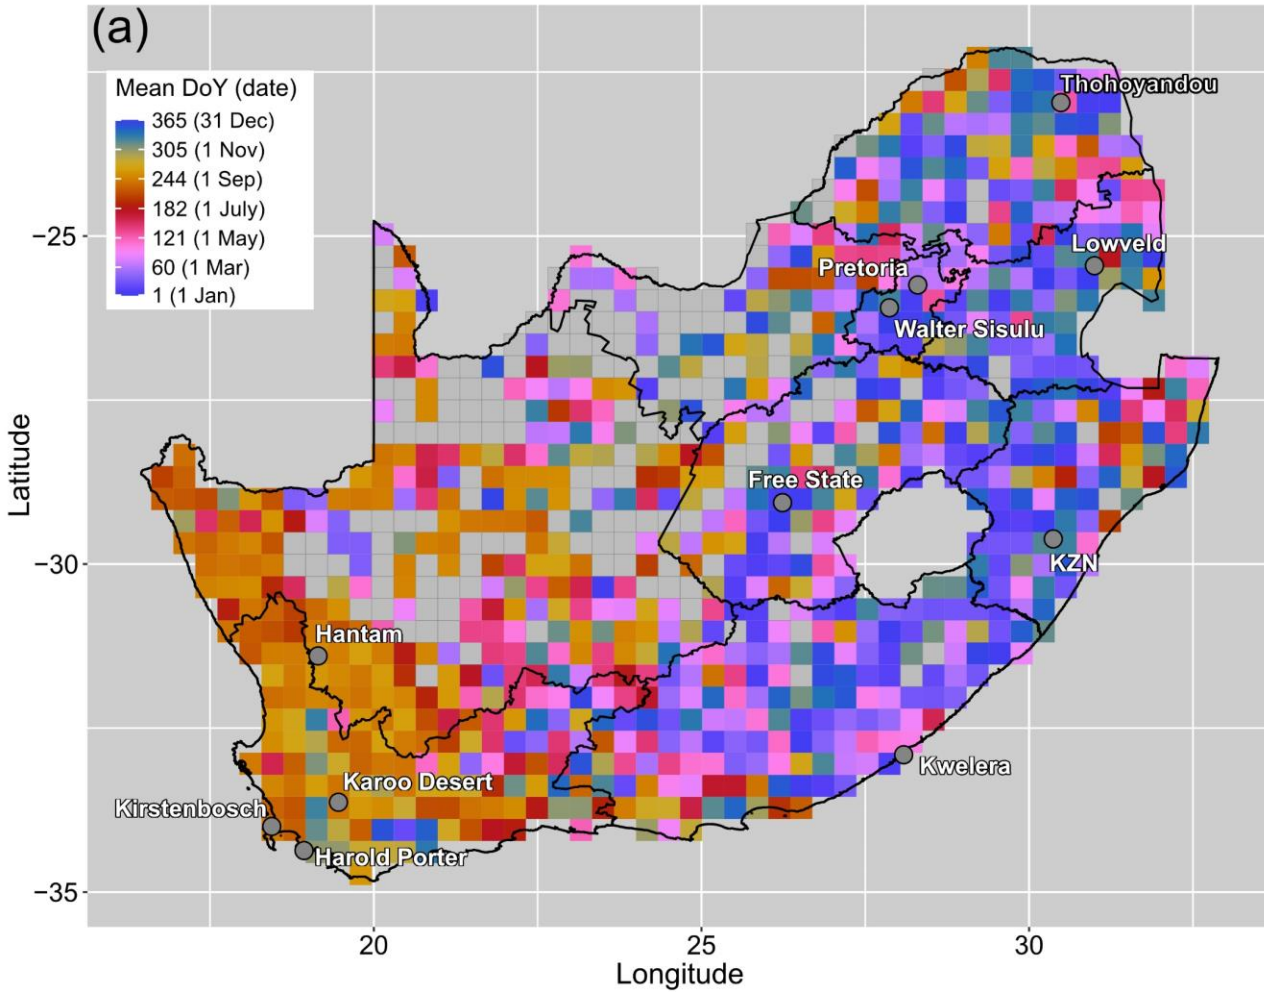 (a)
Mean DoY (date)
365 (31 Dec)
305 (1 Nov)
244 (1 Sep)
182 (1 July)
121 (1 May)
60 (1 Mar)
1 (1 Jan)
Thohoyandou
Lowveld
Pretoria
Walter Sisulu
Free State
KZN
Hantam
Kwelera
Karoo Desert
Kirstenbosch
Harold Porter
−25
−30
−35
Latitude
20
25
30
Longitude